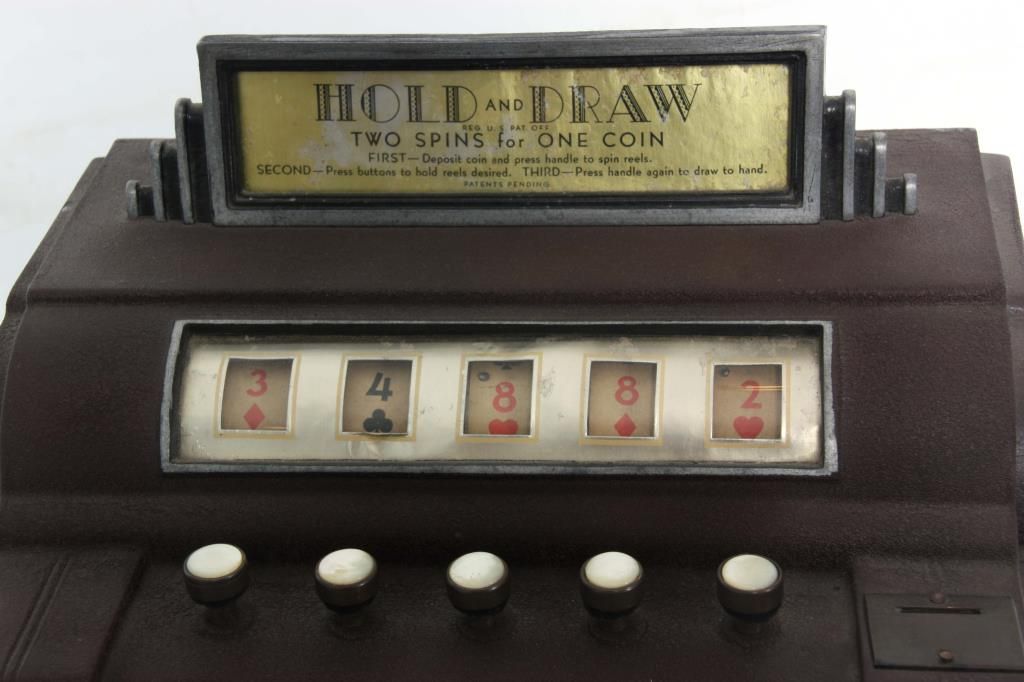 HOLD AND DRAW
REG. U.S. PAT. OFF.
TWO SPINS for ONE COIN
FIRST—Deposit coin and press handle to spin reels.
SECOND—Press buttons to hold reels desired. THIRD—Press handle again to draw to hand.
PATENTS PENDING
3 4 8 8 2